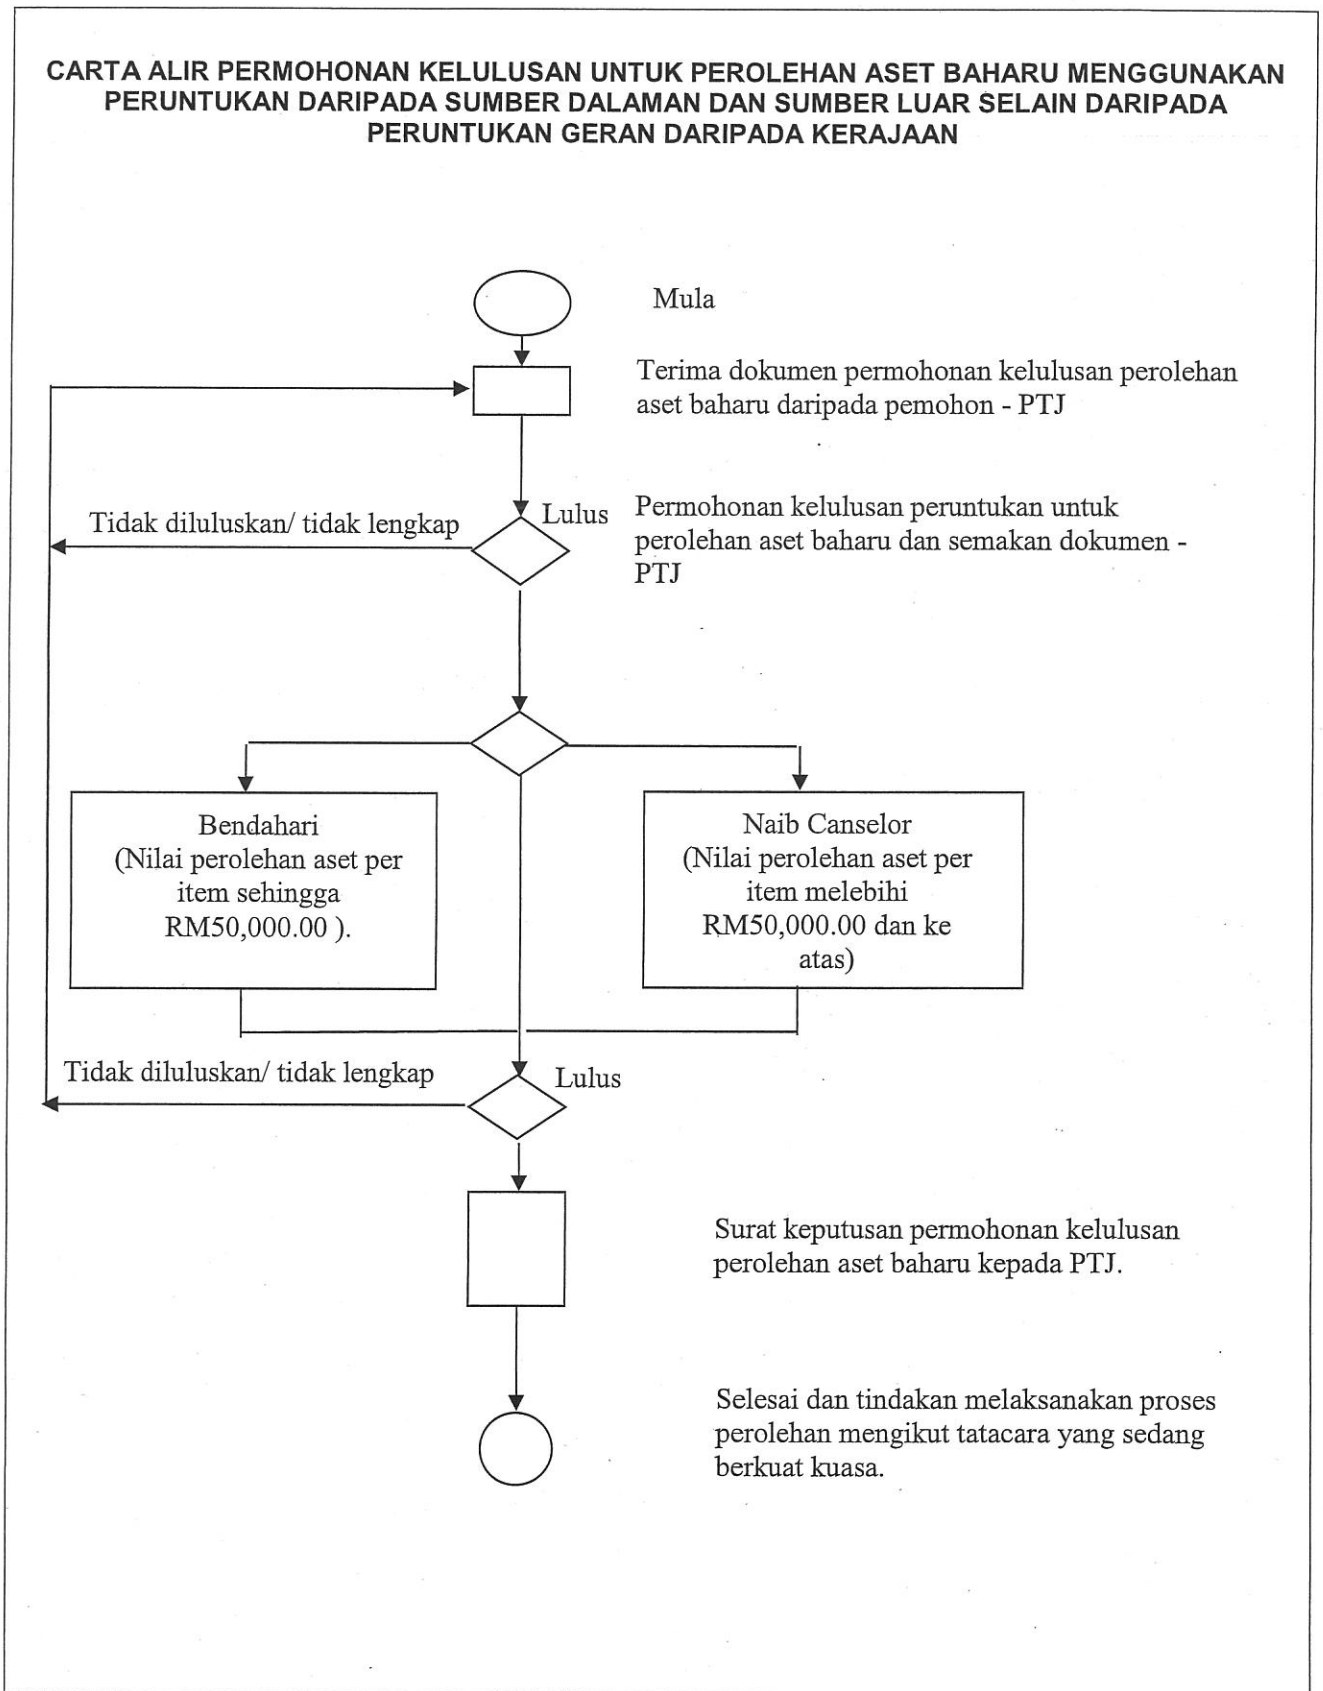 CARTA ALIR PERMOHONAN KELULUSAN UNTUK PEROLEHAN ASET BAHARU MENGGUNAKAN
PERUNTUKAN DARIPADA SUMBER DALAMAN DAN SUMBER LUAR SELAIN DARIPADA
PERUNTUKAN GERAN DARIPADA KERAJAAN
Mula
Terima dokumen permohonan kelulusan perolehan
aset baharu daripada pemohon - PTJ
Tidak diluluskan/ tidak lengkap
Lulus
Permohonan kelulusan peruntukan untuk
perolehan aset baharu dan semakan dokumen -
PTJ
Bendahari
(Nilai perolehan aset per
item sehingga
RM50,000.00 ).
Naib Canselor
(Nilai perolehan aset per
item melebihi
RM50,000.00 dan ke
atas)
Tidak diluluskan/ tidak lengkap
Lulus
Surat keputusan permohonan kelulusan
perolehan aset baharu kepada PTJ.
Selesai dan tindakan melaksanakan proses
perolehan mengikut tatacara yang sedang
berkuat kuasa.